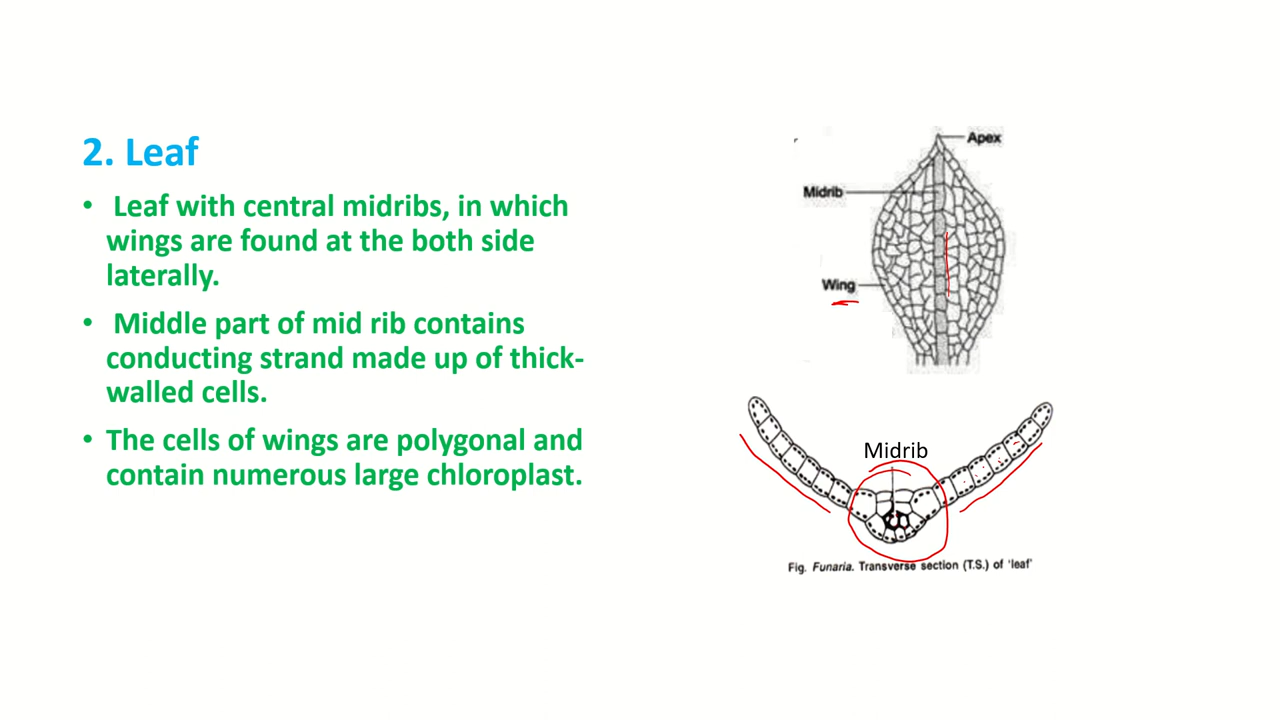 2. Leaf
• Leaf with central midribs, in which
wings are found at the both side
laterally.
• Middle part of mid rib contains
conducting strand made up of thick-
walled cells.
• The cells of wings are polygonal and
contain numerous large chloroplast.
Apex
Midrib
Wing
Midrib
Fig. Funaria. Transverse section (T.S.) of 'leaf'